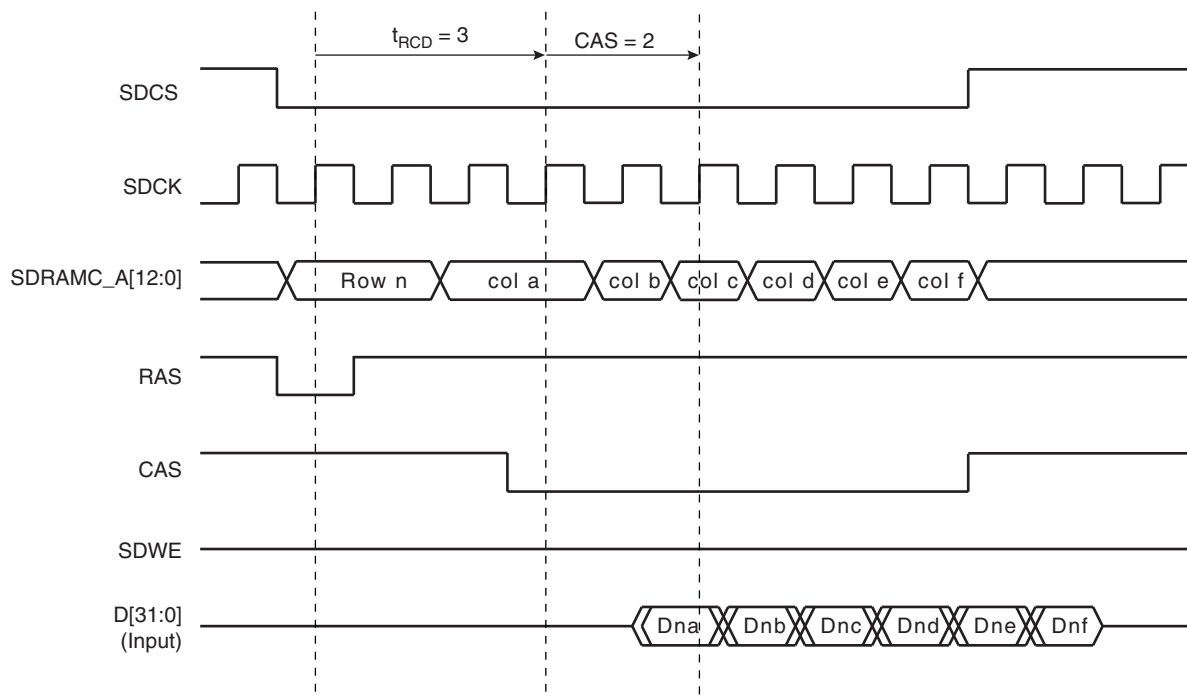 t_RCD = 3
CAS = 2
SDCS
SDCK
SDRAMC_A[12:0]
Row n
col a
col b
col c
col d
col e
col f
RAS
CAS
SDWE
D[31:0]
(Input)
Dna
Dnb
Dnc
Dnd
Dne
Dnf